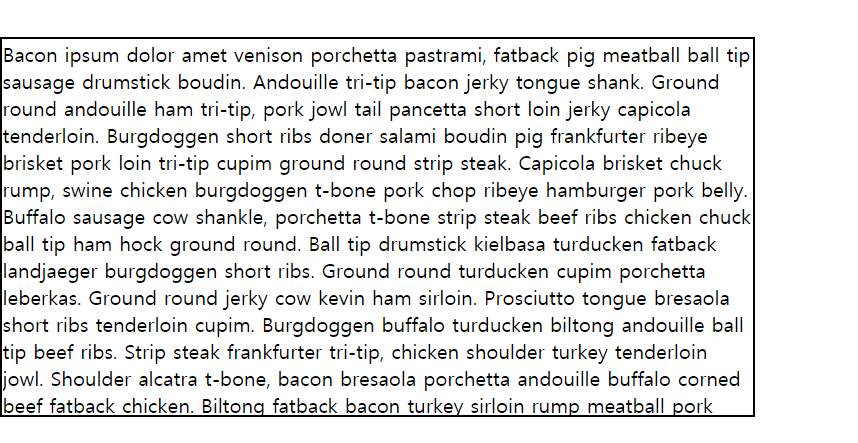 Bacon ipsum dolor amet venison porchetta pastrami, fatback pig meatball ball tip
sausage drumstick boudin. Andouille tri-tip bacon jerky tongue shank. Ground
round andouille ham tri-tip, pork jowl tail pancetta short loin jerky capicola
tenderloin. Burgdoggen short ribs doner salami boudin pig frankfurter ribeye
brisket pork loin tri-tip cupim ground round strip steak. Capicola brisket chuck
rump, swine chicken burgdoggen t-bone pork chop ribeye hamburger pork belly.
Buffalo sausage cow shankle, porchetta t-bone strip steak beef ribs chicken chuck
ball tip ham hock ground round. Ball tip drumstick kielbasa turducken fatback
landjaeger burgdoggen short ribs. Ground round turducken cupim porchetta
leberkas. Ground round jerky cow kevin ham sirloin. Prosciutto tongue bresaola
short ribs tenderloin cupim. Burgdoggen buffalo turducken biltong andouille ball
tip beef ribs. Strip steak frankfurter tri-tip, chicken shoulder turkey tenderloin
jowl. Shoulder alcatra t-bone, bacon bresaola porchetta andouille buffalo corned
beef fatback chicken. Biltong fatback bacon turkey sirloin rump meatball pork